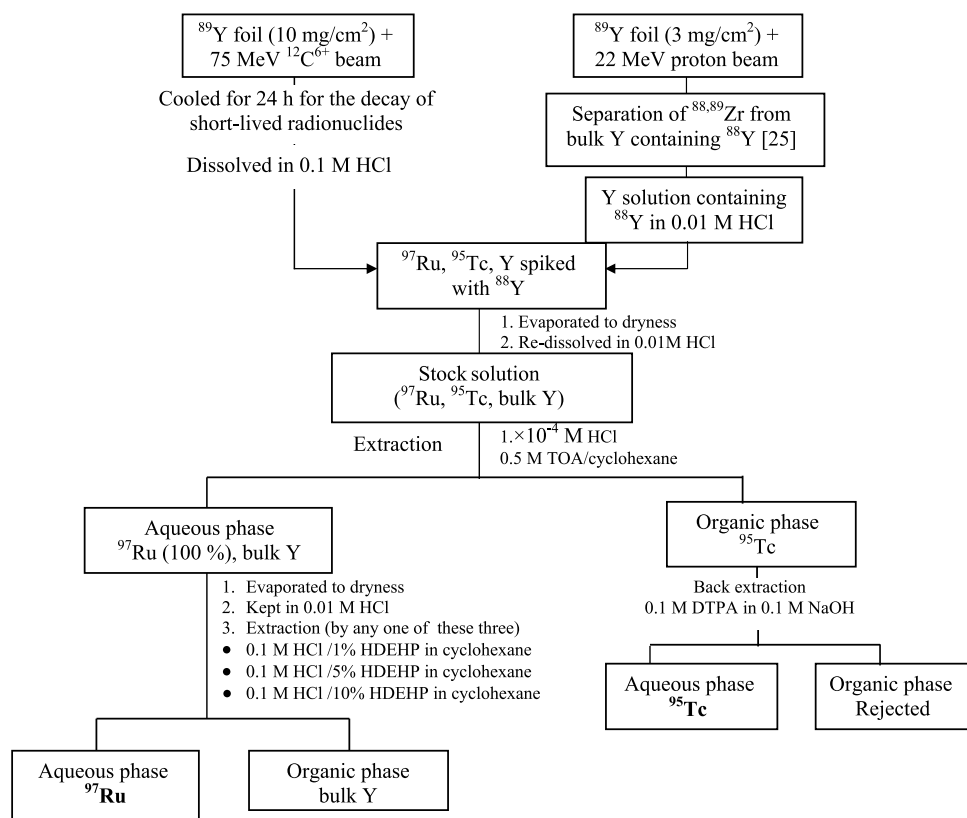 ⁸⁹Y foil (10 mg/cm²) +
75 MeV ¹²C⁶⁺ beam
Cooled for 24 h for the decay of
short-lived radionuclides
Dissolved in 0.1 M HCl
⁸⁹Y foil (3 mg/cm²) +
22 MeV proton beam
Separation of ⁸⁸,⁸⁹Zr from
bulk Y containing ⁸⁸Y [25]
Y solution containing
⁸⁸Y in 0.01 M HCl
⁹⁷Ru, ⁹⁵Tc, Y spiked
with ⁸⁸Y
1. Evaporated to dryness
2. Re-dissolved in 0.01M HCl
Stock solution
(⁹⁷Ru, ⁹⁵Tc, bulk Y)
Extraction
1.×10⁻⁴ M HCl
0.5 M TOA/cyclohexane
Aqueous phase
⁹⁷Ru (100 %), bulk Y
1. Evaporated to dryness
2. Kept in 0.01 M HCl
3. Extraction (by any one of these three)
● 0.1 M HCl /1% HDEHP in cyclohexane
● 0.1 M HCl /5% HDEHP in cyclohexane
● 0.1 M HCl /10% HDEHP in cyclohexane
Organic phase
⁹⁵Tc
Back extraction
0.1 M DTPA in 0.1 M NaOH
Aqueous phase
⁹⁵Tc
Organic phase
Rejected
Aqueous phase
⁹⁷Ru
Organic phase
bulk Y